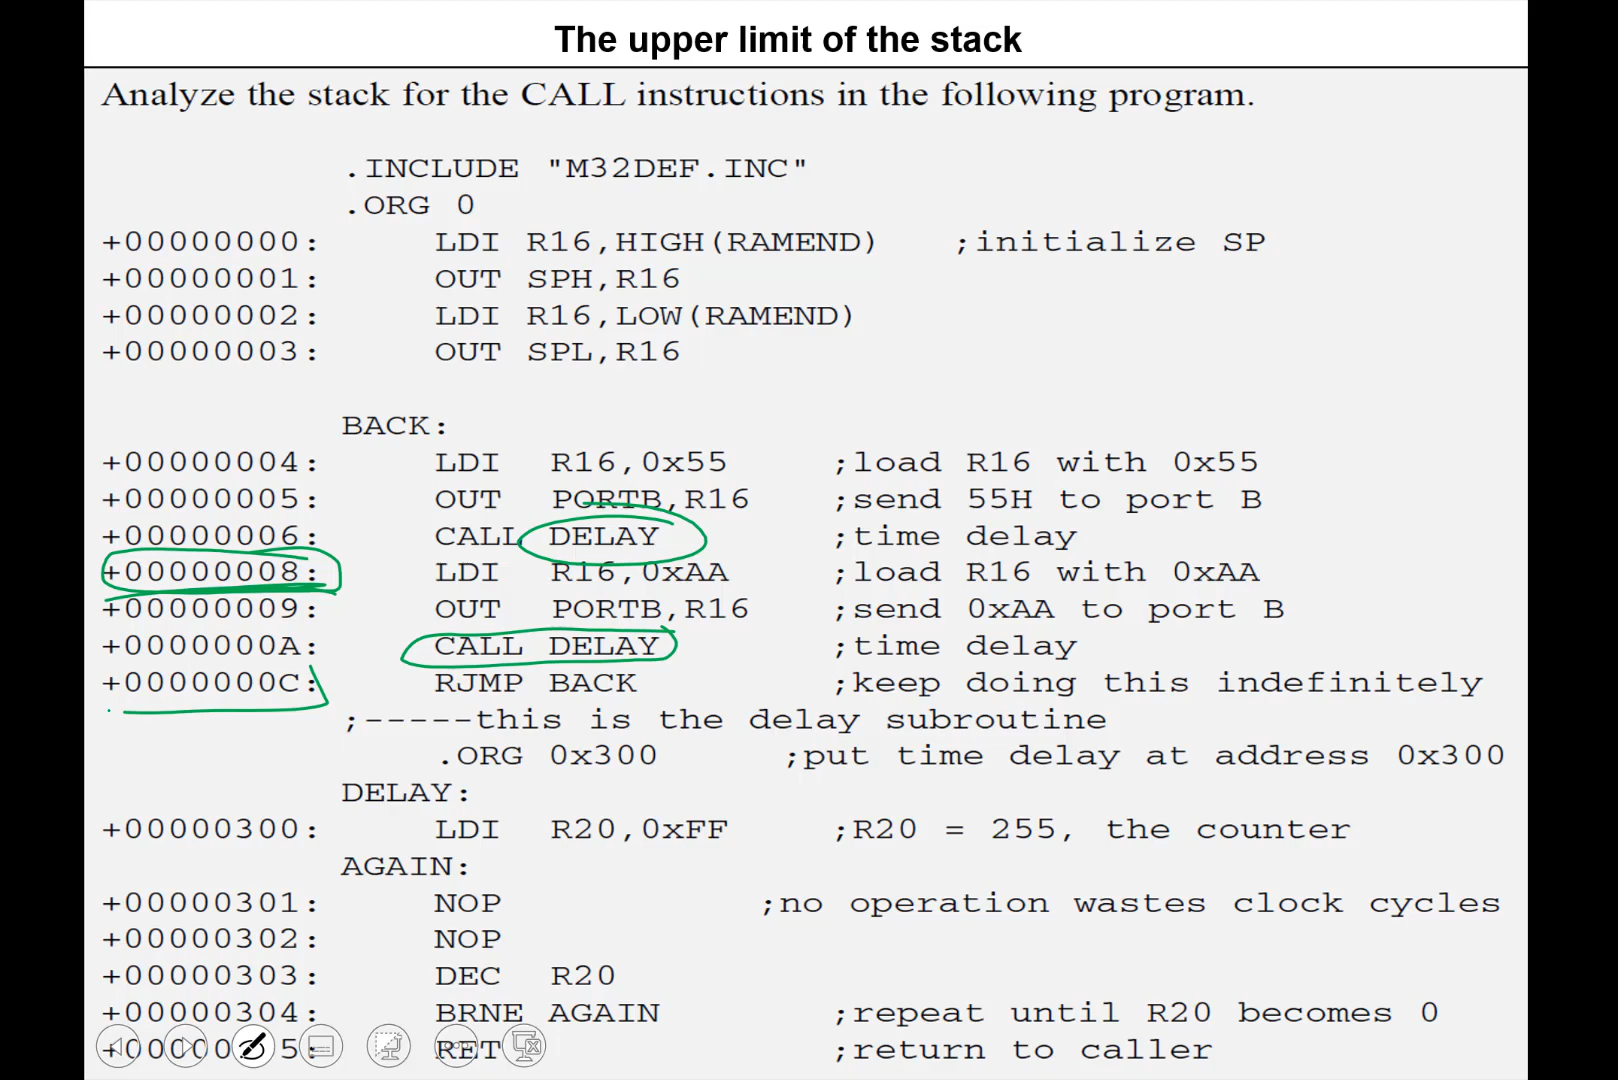 The upper limit of the stack
Analyze the stack for the CALL instructions in the following program.
.INCLUDE "M32DEF.INC"
.ORG 0
+00000000: LDI R16,HIGH(RAMEND) ;initialize SP
+00000001: OUT SPH,R16
+00000002: LDI R16,LOW(RAMEND)
+00000003: OUT SPL,R16
BACK:
+00000004: LDI R16,0x55 ;load R16 with 0x55
+00000005: OUT PORTB,R16 ;send 55H to port B
+00000006: CALL DELAY ;time delay
+00000008: LDI R16,0xAA ;load R16 with 0xAA
+00000009: OUT PORTB,R16 ;send 0xAA to port B
+0000000A: CALL DELAY ;time delay
+0000000C: RJMP BACK ;keep doing this indefinitely
;-----this is the delay subroutine
.ORG 0x300 ;put time delay at address 0x300
DELAY:
+00000300: LDI R20,0xFF ;R20 = 255, the counter
AGAIN:
+00000301: NOP ;no operation wastes clock cycles
+00000302: NOP
+00000303: DEC R20
+00000304: BRNE AGAIN ;repeat until R20 becomes 0
RET ;return to caller